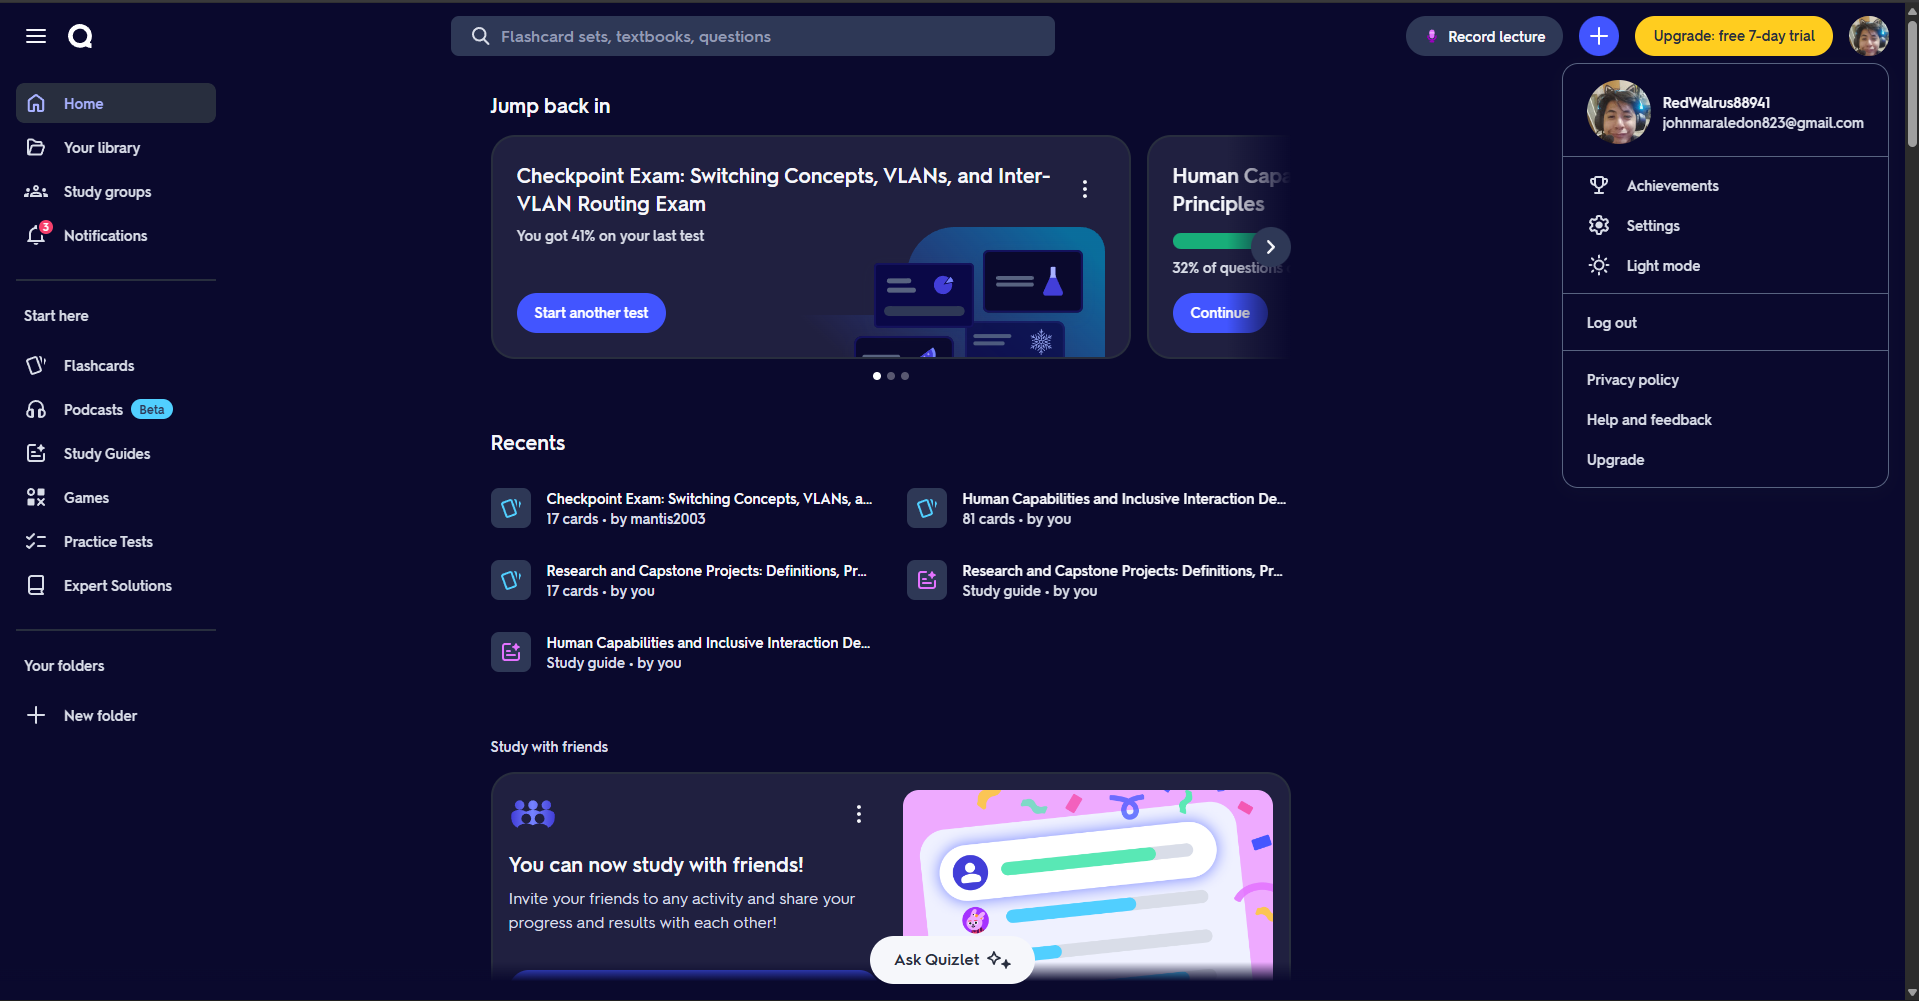 Flashcard sets, textbooks, questions
Record lecture
Upgrade: free 7-day trial
Home
Your library
Study groups
3
Notifications
Start here
Flashcards
Podcasts Beta
Study Guides
Games
Practice Tests
Expert Solutions
Your folders
New folder
Jump back in
Checkpoint Exam: Switching Concepts, VLANs, and Inter-
VLAN Routing Exam
You got 41% on your last test
Start another test
Human Capa
Principles
32% of questions
Continue
Recents
Checkpoint Exam: Switching Concepts, VLANs, a...
17 cards • by mantis2003
Human Capabilities and Inclusive Interaction De...
81 cards • by you
Research and Capstone Projects: Definitions, Pr...
17 cards • by you
Research and Capstone Projects: Definitions, Pr...
Study guide • by you
Human Capabilities and Inclusive Interaction De...
Study guide • by you
Study with friends
You can now study with friends!
Invite your friends to any activity and share your
progress and results with each other!
Ask Quizlet
RedWalrus88941
johnmaraledon823@gmail.com
Achievements
Settings
Light mode
Log out
Privacy policy
Help and feedback
Upgrade